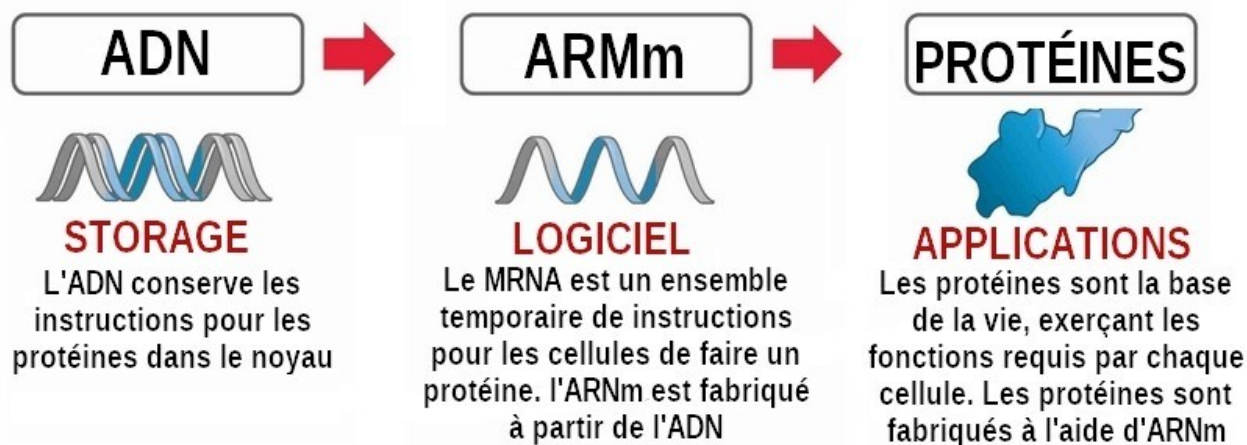 ADN
STORAGE
L'ADN conserve les
instructions pour les
protéines dans le noyau
ARMm
LOGICIEL
Le MRNA est un ensemble
temporaire de instructions
pour les cellules de faire un
protéine. l'ARNm est fabriqué
à partir de l'ADN
PROTÉINES
APPLICATIONS
Les protéines sont la base
de la vie, exerçant les
fonctions requis par chaque
cellule. Les protéines sont
fabriqués à l'aide d'ARNm